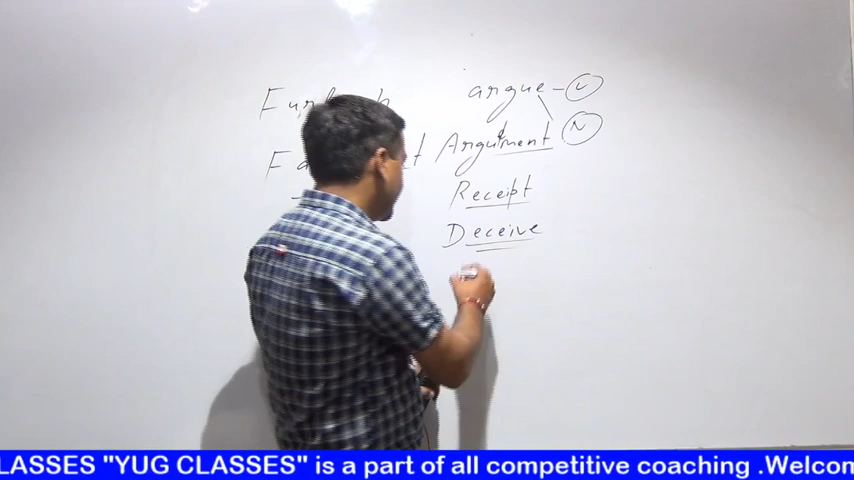 argue - V
Argument N
Receipt
Deceive
LASSES "YUG CLASSES" is a part of all competitive coaching .Welcom